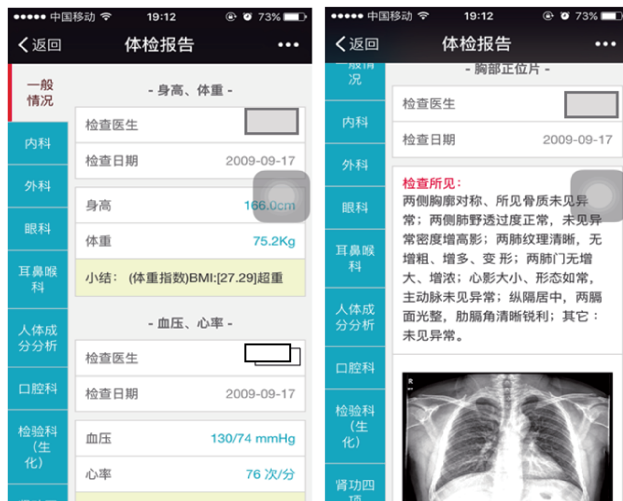 中国移动 19:12 73%
返回 体检报告
一般
情况
内科
外科
眼科
耳鼻喉
科
人体成
分分析
口腔科
检验科
(生
化)
- 身高、体重 -
检查医生
检查日期 2009-09-17
身高 166.0cm
体重 75.2Kg
小结: (体重指数)BMI:[27.29]超重
- 血压、心率 -
检查医生
检查日期 2009-09-17
血压 130/74 mmHg
心率 76 次/分
中国移动 19:12 73%
返回 体检报告
一般情
况
内科
外科
眼科
耳鼻喉
科
人体成
分分析
口腔科
检验科
(生
化)
肾功四
项
- 胸部正位片 -
检查医生
检查日期 2009-09-17
检查所见:
两侧胸廓对称、所见骨质未见异
常；两侧肺野透过度正常，未见异
常密度增高影；两肺纹理清晰，无
增粗、增多、变 形；两肺门无增
大、增浓；心影大小、形态如常，
主动脉未见异常；纵隔居中，两膈
面光整，肋膈角清晰锐利；其它：
未见异常。
R